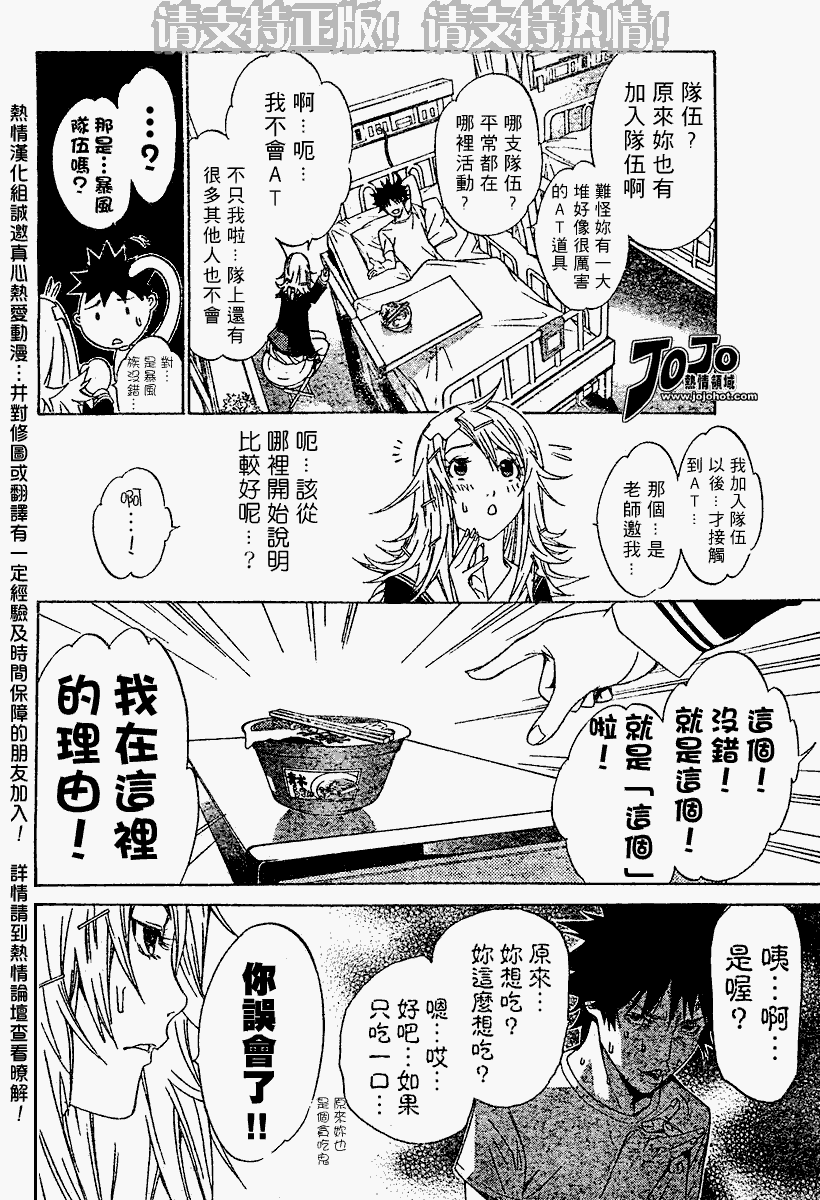 请支持正版! 请支持热情!
隊伍?
原來妳也有
加入隊伍啊
難怪妳有一大
堆好像很厲害
的AT道具
哪支隊伍?
平常都在
哪裡活動?
啊…呃…
我不會AT
不只我啦…隊上還有
很多其他人也不會
…?
那是…暴風
隊伍嗎?
對…
是暴風
族沒錯…
JOJO
熱情領域
www.jojohot.com
我加入隊伍
以後…才接觸
到AT…
那個…是
老師邀我…
呃…該從
哪裡開始說明
比較好呢…?
啊
…!
這個!
沒錯!
就是這個!
就是「這個」
啦!
我在這裡
的理由!
咦…啊…
是喔?
原來…
妳想吃?
妳這麼想吃?
嗯…哎…
好吧…如果
只吃一口…
原來妳也
是個貪吃鬼
你誤會了!!
熱情漢化組誠邀真心熱愛動漫…并對修圖或翻譯有一定經驗及時間保障的朋友加入! 詳情請到熱情論壇查看暸解!